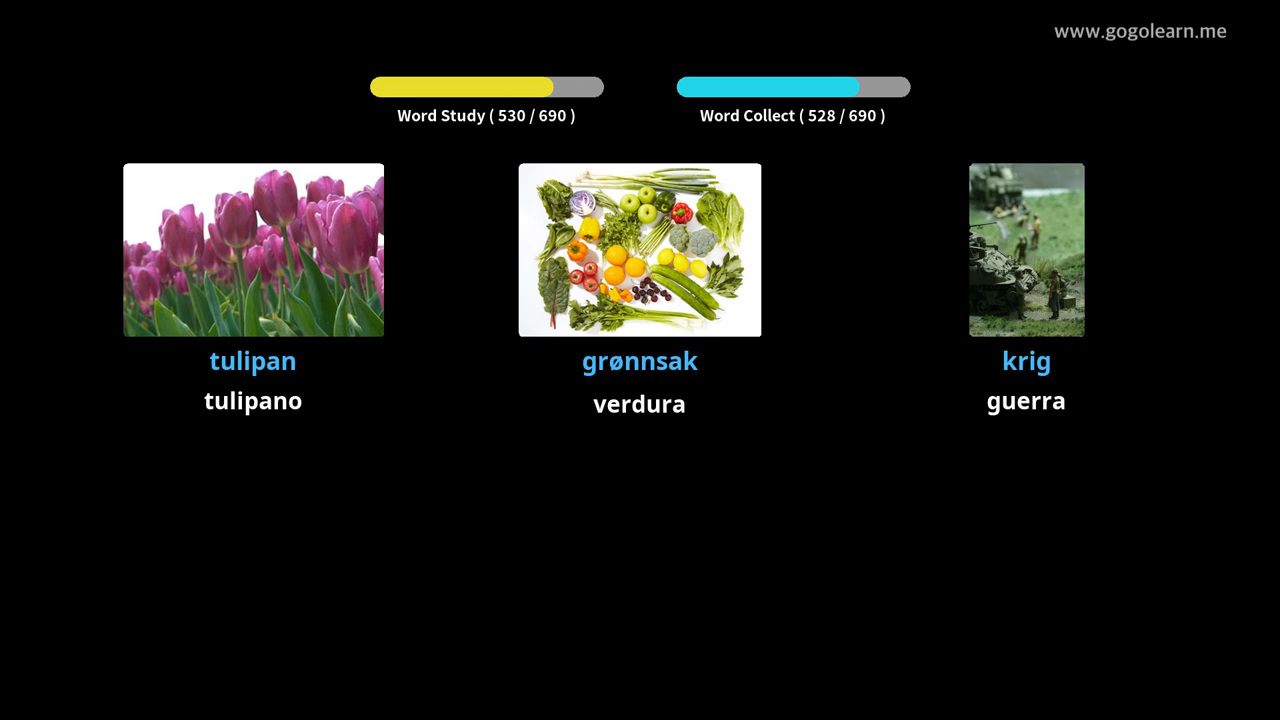 www.gogolearn.me
Word Study ( 530 / 690 )
Word Collect ( 528 / 690 )
tulipan
grønnsak
krig
tulipano
verdura
guerra